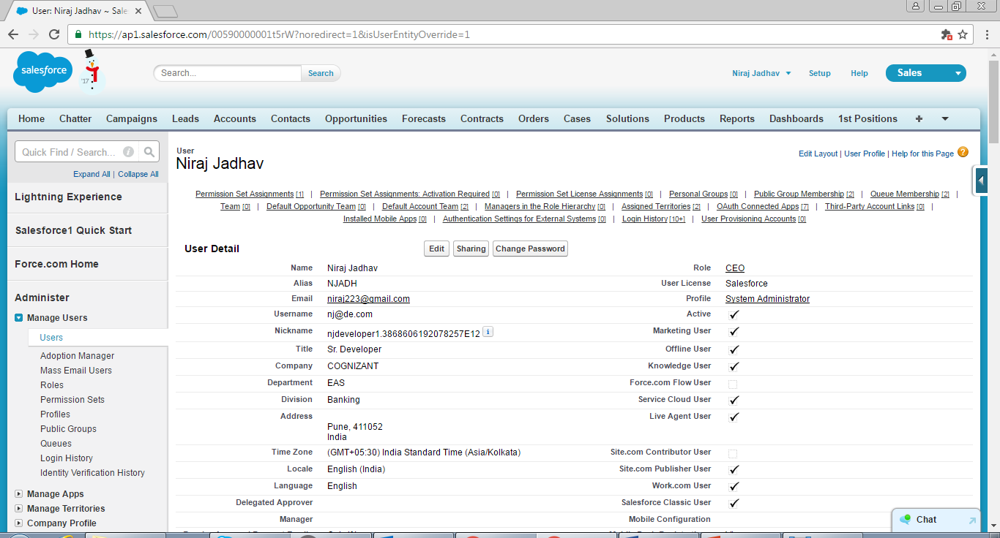 User: Niraj Jadhav ~ Sale
https://ap1.salesforce.com/00590000001t5rW?noredirect=1&isUserEntityOverride=1
salesforce
'17
Search...
Search
Niraj Jadhav
Setup
Help
Sales
Home Chatter Campaigns Leads Accounts Contacts Opportunities Forecasts Contracts Orders Cases Solutions Products Reports Dashboards 1st Positions +
Quick Find / Search...
Expand All | Collapse All
Lightning Experience
Salesforce1 Quick Start
Force.com Home
Administer
Manage Users
Users
Adoption Manager
Mass Email Users
Roles
Permission Sets
Profiles
Public Groups
Queues
Login History
Identity Verification History
Manage Apps
Manage Territories
Company Profile
User
Niraj Jadhav
Edit Layout | User Profile | Help for this Page ?
Permission Set Assignments [1] | Permission Set Assignments: Activation Required [0] | Permission Set License Assignments [0] | Personal Groups [0] | Public Group Membership [2] | Queue Membership [2] |
Team [0] | Default Opportunity Team [0] | Default Account Team [2] | Managers in the Role Hierarchy [0] | Assigned Territories [2] | OAuth Connected Apps [7] | Third-Party Account Links [0] |
Installed Mobile Apps [0] | Authentication Settings for External Systems [0] | Login History [10+] | User Provisioning Accounts [0]
User Detail
Edit Sharing Change Password
Name Niraj Jadhav Role CEO
Alias NJADH User License Salesforce
Email niraj223@gmail.com Profile System Administrator
Username nj@de.com Active
Nickname njdeveloper1.3868606192078257E12 i Marketing User
Title Sr. Developer Offline User
Company COGNIZANT Knowledge User
Department EAS Force.com Flow User
Division Banking Service Cloud User
Address Live Agent User
Pune, 411052
India
Time Zone (GMT+05:30) India Standard Time (Asia/Kolkata) Site.com Contributor User
Locale English (India) Site.com Publisher User
Language English Work.com User
Delegated Approver Salesforce Classic User
Manager Mobile Configuration
Chat